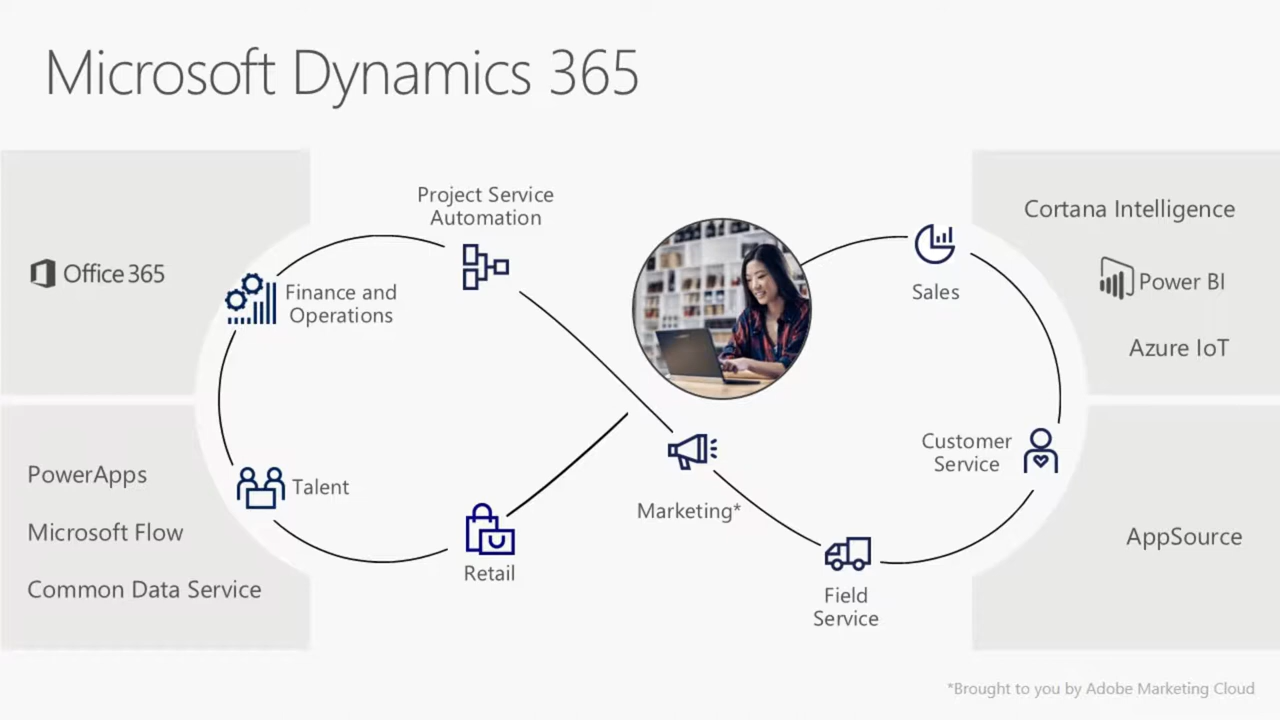 Microsoft Dynamics 365
Office 365
PowerApps
Microsoft Flow
Common Data Service
Project Service
Automation
Finance and
Operations
Talent
Retail
Marketing*
Sales
Customer
Service
Field
Service
Cortana Intelligence
Power BI
Azure IoT
AppSource
*Brought to you by Adobe Marketing Cloud